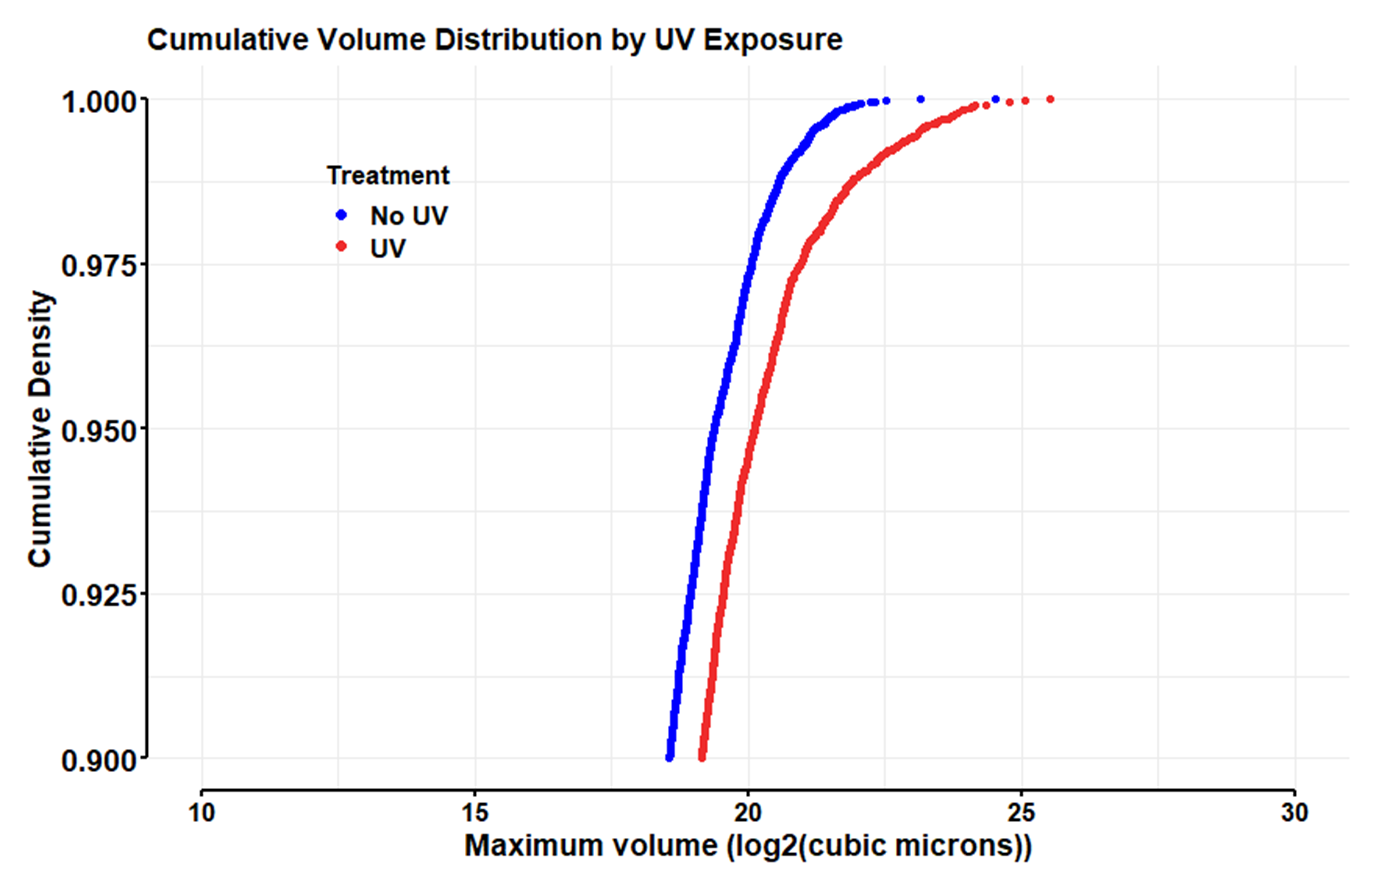 Cumulative Volume Distribution by UV Exposure
1.000
0.975
0.950
0.925
0.900
Cumulative Density
Treatment
No UV
UV
10 15 20 25 30
Maximum volume (log2(cubic microns))